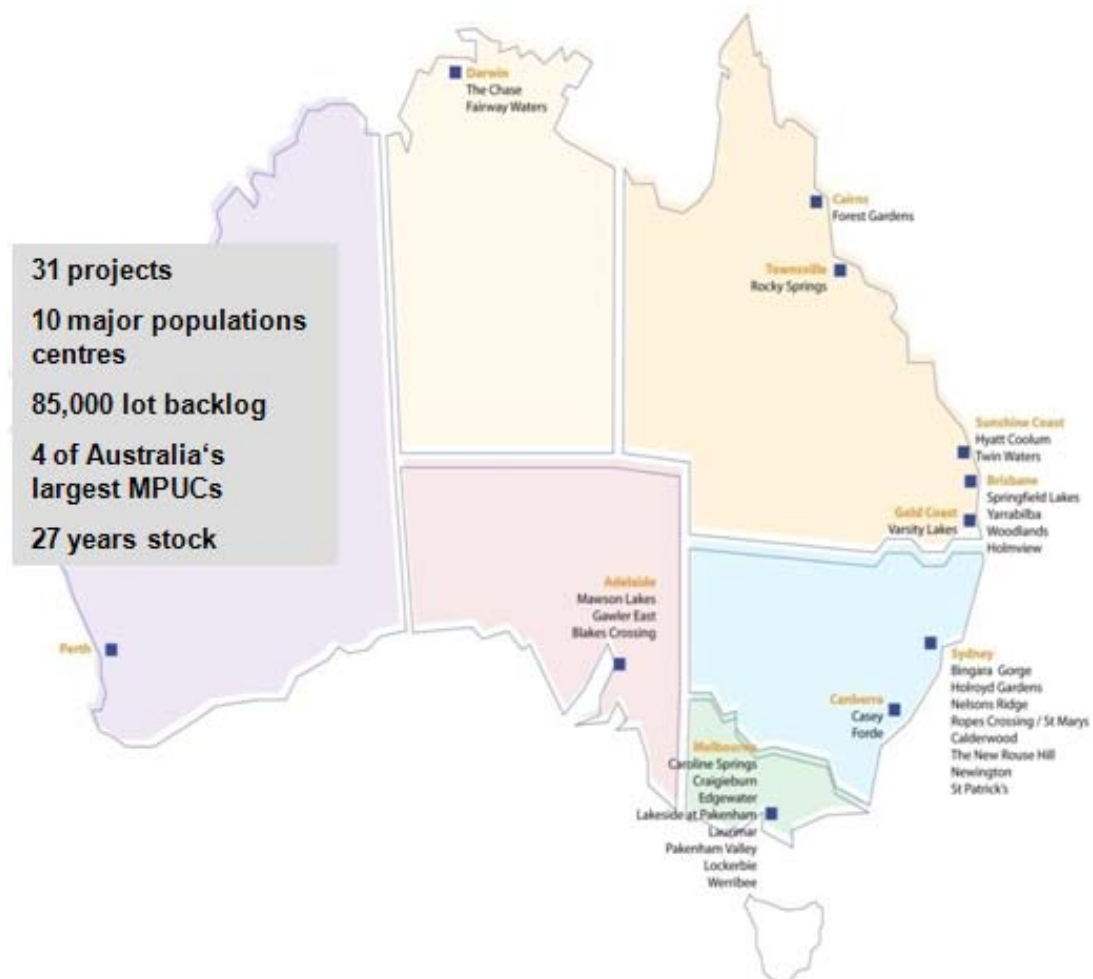 Darwin
The Chase
Fairway Waters
Cairns
Forest Gardens
Townsville
Rocky Springs
31 projects
10 major populations
centres
85,000 lot backlog
4 of Australia‘s
largest MPUCs
27 years stock
Sunshine Coast
Hyatt Coolum
Twin Waters
Brisbane
Springfield Lakes
Yarrabilba
Woodlands
Holmview
Gold Coast
Varsity Lakes
Adelaide
Mawson Lakes
Gawler East
Blakes Crossing
Perth
Sydney
Bingara Gorge
Holroyd Gardens
Nelsons Ridge
Ropes Crossing / St Marys
Calderwood
The New Rouse Hill
Newington
St Patrick's
Canberra
Casey
Forde
Melbourne
Caroline Springs
Craigieburn
Edgewater
Lakeside at Pakenham
Laurimar
Pakenham Valley
Lockerbie
Werribee